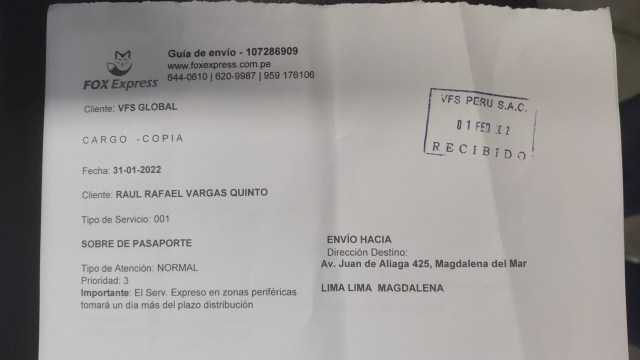 FOX Express
Guía de envío - 107286909
www.foxexpress.com.pe
644-0610 | 620-9987 | 959 176106
Cliente: VFS GLOBAL
CARGO -COPIA
VFS PERU S.A.C.
01 FEB
RECIBIDO
Fecha: 31-01-2022
Cliente: RAUL RAFAEL VARGAS QUINTO
Tipo de Servicio: 001
SOBRE DE PASAPORTE
Tipo de Atención: NORMAL
Prioridad: 3
Importante: El Serv. Expreso en zonas periféricas
tomará un día más del plazo distribución
ENVÍO HACIA
Dirección Destino:
Av. Juan de Aliaga 425, Magdalena del Mar
LIMA LIMA MAGDALENA